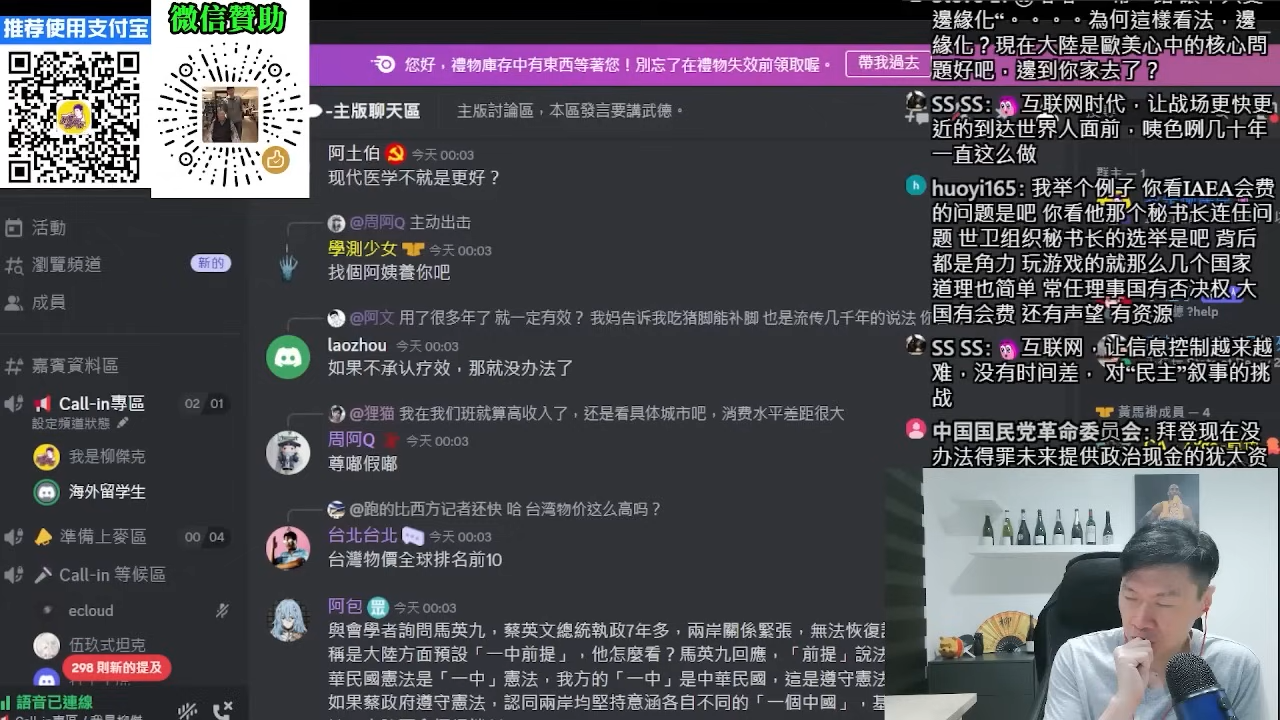 推荐使用支付宝
微信贊助
您好，禮物庫存中有東西等著您！別忘了在禮物失效前領取喔。
帶我過去
-主版聊天區
主版討論區，本區發言要講武德。
活動
瀏覽頻道
新的
成員
嘉賓資料區
Call-in專區
02
01
設定頻道狀態
我是柳傑克
海外留学生
準備上麥區
00
04
Call-in 等候區
ecloud
伍玖式坦克
298 則新的提及
語音已連線
阿土伯 今天 00:03
现代医学不就是更好？
@周阿Q 主动出击
學測少女 今天 00:03
找個阿姨養你吧
@阿文 用了很多年了 就一定有效？ 我妈告诉我吃猪脚能补脚 也是流传几千年的说法
laozhou 今天 00:03
如果不承认疗效，那就没办法了
@狸猫 我在我们班就算高收入了，还是看具体城市吧，消费水平差距很大
周阿Q 今天 00:03
尊嘟假嘟
@跑的比西方记者还快 哈 台湾物价这么高吗？
台北台北 今天 00:03
台灣物價全球排名前10
阿包 眾 今天 00:03
與會學者詢問馬英九，蔡英文總統執政7年多，兩岸關係緊張，無法恢復
稱是大陸方面預設「一中前提」，他怎麼看？馬英九回應，「前提」說法
華民國憲法是「一中」憲法，我方的「一中」是中華民國，這是遵守憲法
如果蔡政府遵守憲法，認同兩岸均堅持意涵各自不同的「一個中國」，基
邊緣化“。。。。為何這樣看法，邊
緣化？現在大陸是歐美心中的核心問
題好吧。邊到你家去了？
SS SS: 互联网时代，让战场更快更
近的到达世界人面前，咦色咧几十年
一直这么做
huoyi165: 我举个例子 你看IAEA会费
的问题是吧 你看他那个秘书长连任问
题 世卫组织秘书长的选举是吧 背后
都是角力 玩游戏的就那么几个国家
道理也简单 常任理事国有否决权 大
国有会费 还有声望 有资源
?help
SS SS: 互联网，让信息控制越来越
难，没有时间差， 对“民主”叙事的挑
战
黃馬褂成員 — 4
中国国民党革命委员会: 拜登现在没
办法得罪未来提供政治现金的犹太资